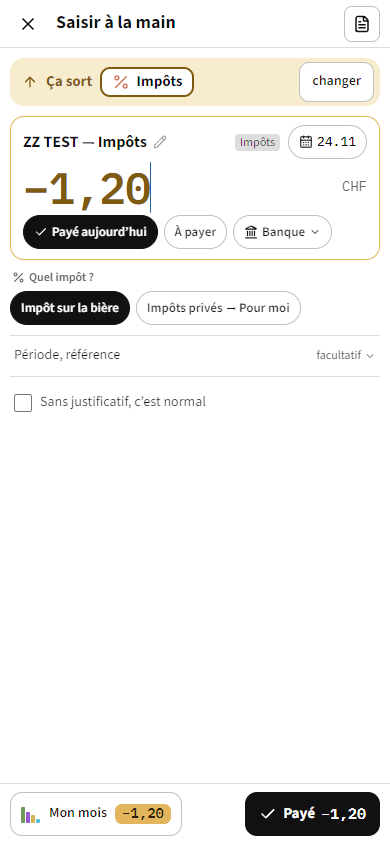 Saisir à la main
Ça sort Impôts changer
ZZ TEST — Impôts Impôts 24.11
−1,20 CHF
Payé aujourd’hui À payer Banque
Quel impôt ?
Impôt sur la bière Impôts privés → Pour moi
Période, référence facultatif
Sans justificatif, c’est normal
Mon mois −1,20 Payé −1,20